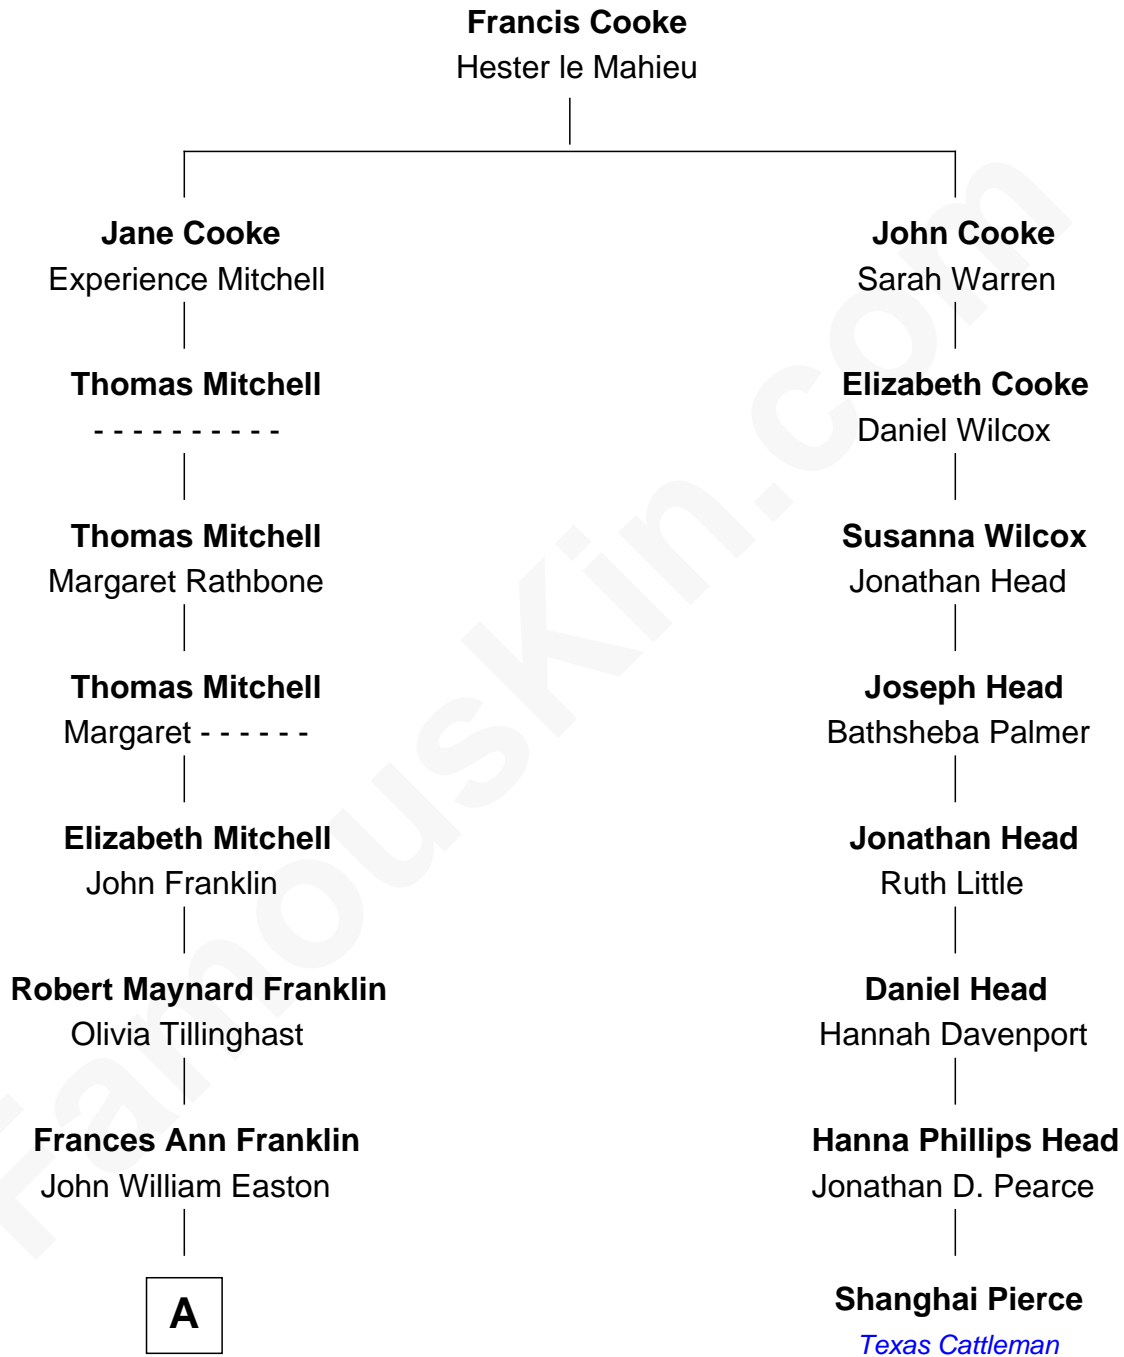 Francis Cooke
Hester le Mahieu
Jane Cooke
Experience Mitchell
John Cooke
Sarah Warren
Thomas Mitchell
- - - - - - - - - -
Elizabeth Cooke
Daniel Wilcox
Thomas Mitchell
Margaret Rathbone
Susanna Wilcox
Jonathan Head
Thomas Mitchell
Margaret - - - - - -
Joseph Head
Bathsheba Palmer
Elizabeth Mitchell
John Franklin
Jonathan Head
Ruth Little
Robert Maynard Franklin
Olivia Tillinghast
Daniel Head
Hannah Davenport
Frances Ann Franklin
John William Easton
Hanna Phillips Head
Jonathan D. Pearce
A
Shanghai Pierce
Texas Cattleman
FamousKin.com